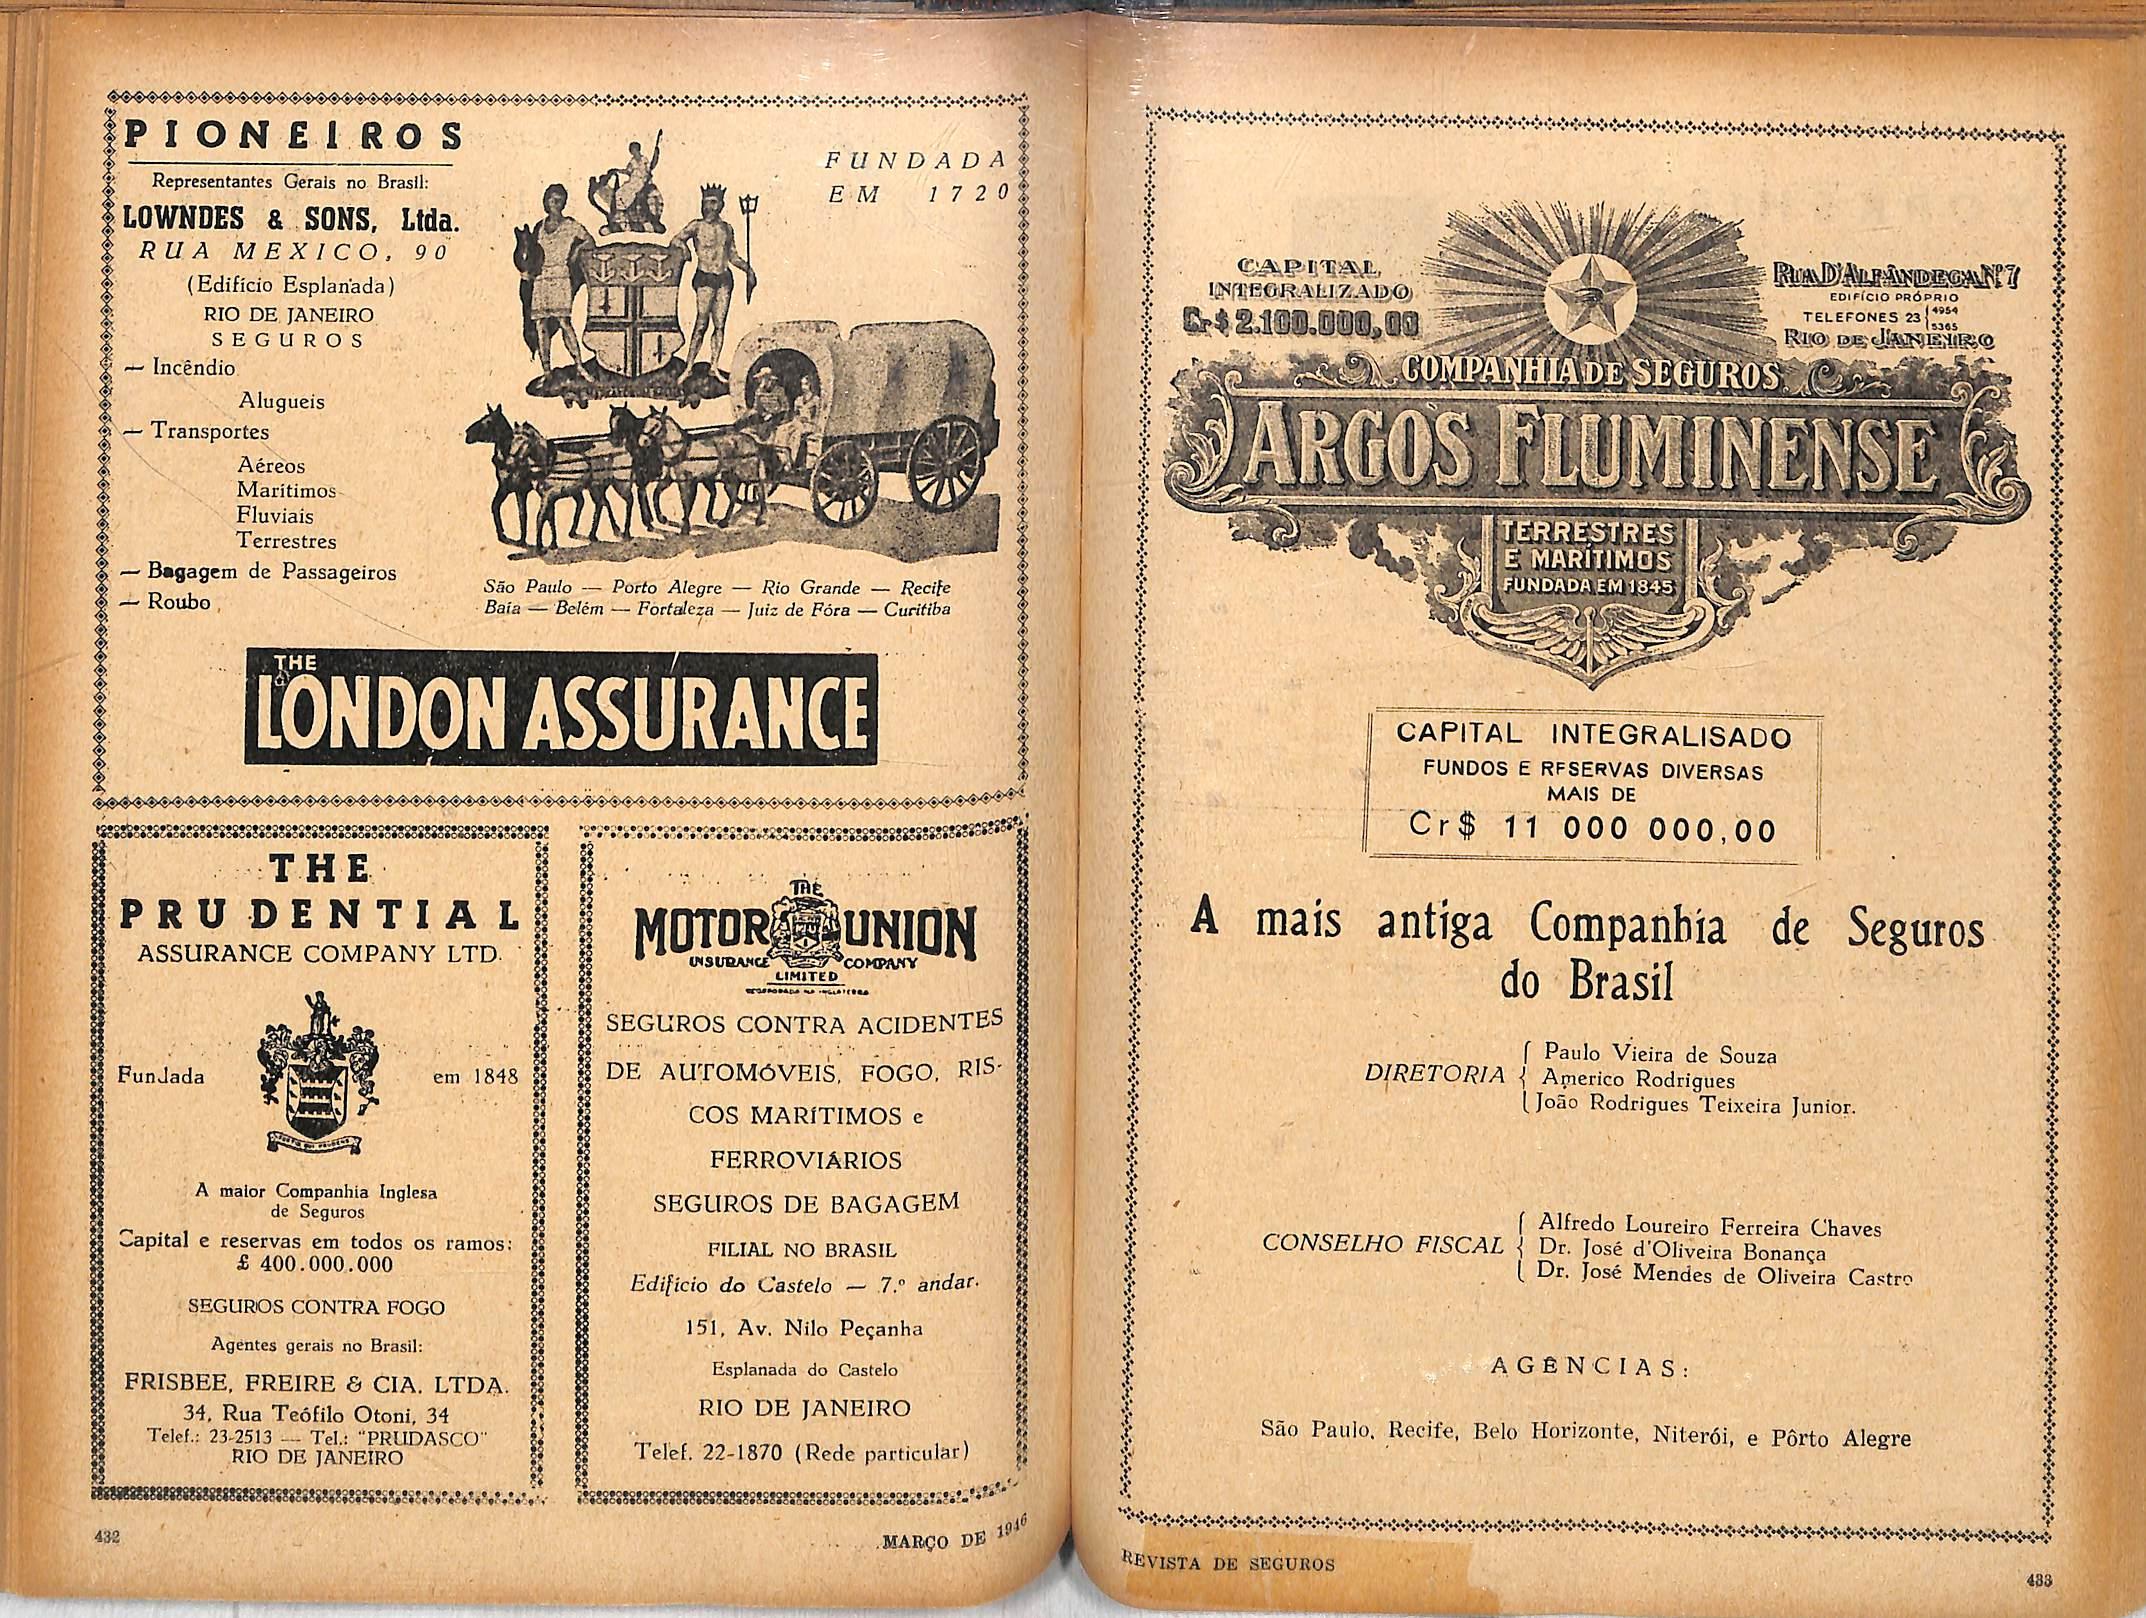 PIONEIROS
Representantes Gerais no Brasil:
LOWNDES & SONS, Ltda.
RUA MEXICO, 90
(Edifício Esplanada)
RIO DE JANEIRO
SEGUROS
— Incêndio
Alugueis
— Transportes
Aéreos
Marítimos
Fluviais
Terrestres
— Bagagem de Passageiros
— Roubo
FUNDADA
EM 1720
São Paulo — Porto Alegre — Rio Grande — Recife
Baía — Belém — Fortaleza — Juiz de Fóra — Curitiba
THE
LONDON ASSURANCE
THE
PRUDENTIAL
ASSURANCE COMPANY LTD.
Fundada em 1848
A maior Companhia Inglesa
de Seguros
Capital e reservas em todos os ramos:
£ 400.000.000
SEGUROS CONTRA FOGO
Agentes gerais no Brasil:
FRISBEE, FREIRE & CIA. LTDA.
34, Rua Teófilo Otoni, 34
Telef.: 23-2513 — Tel.: "PRUDASCO"
RIO DE JANEIRO
THE
MOTOR UNION
INSURANCE COMPANY
LIMITED
INCORPORADA NA INGLATERRA
SEGUROS CONTRA ACIDENTES
DE AUTOMÓVEIS, FOGO, RIS-
COS MARÍTIMOS e
FERROVIÁRIOS
SEGUROS DE BAGAGEM
FILIAL NO BRASIL
Edifício do Castelo — 7.º andar.
151, Av. Nilo Peçanha
Esplanada do Castelo
RIO DE JANEIRO
Telef. 22-1870 (Rede particular)
432
MARÇO DE 1946
CAPITAL
INTEGRALIZADO
Cr$ 2.100.000,00
RUA D'ALFÂNDEGA Nº 7
EDIFÍCIO PRÓPRIO
TELEFONES 23 { 4954
5365
RIO DE JANEIRO
COMPANHIA DE SEGUROS
ARGOS FLUMINENSE
TERRESTRES
E MARÍTIMOS
FUNDADA EM 1845
CAPITAL INTEGRALISADO
FUNDOS E RESERVAS DIVERSAS
MAIS DE
Cr$ 11 000 000,00
A mais antiga Companhia de Seguros
do Brasil
DIRETORIA { Paulo Vieira de Souza
Americo Rodrigues
João Rodrigues Teixeira Junior.
CONSELHO FISCAL { Alfredo Loureiro Ferreira Chaves
Dr. José d'Oliveira Bonança
Dr. José Mendes de Oliveira Castro
AGÊNCIAS:
São Paulo, Recife, Belo Horizonte, Niterói, e Pôrto Alegre
REVISTA DE SEGUROS
433